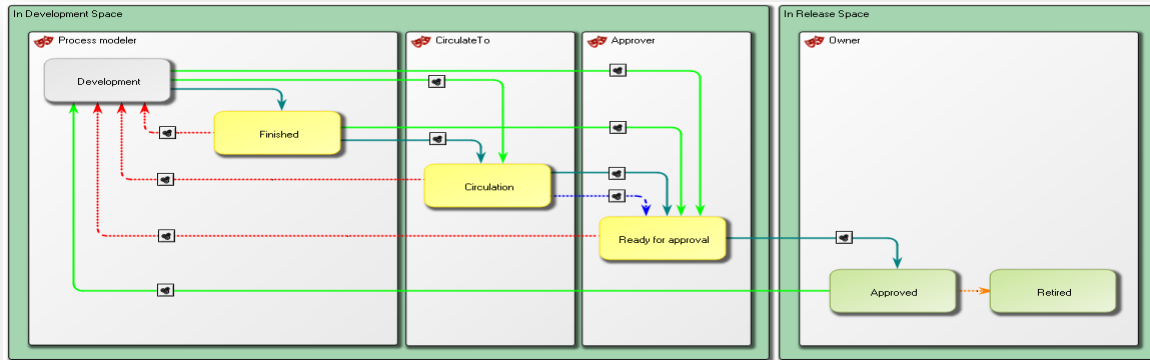 In Development Space
In Release Space
Process modeler
CirculateTo
Approver
Owner
Development
Finished
Circulation
Ready for approval
Approved
Retired